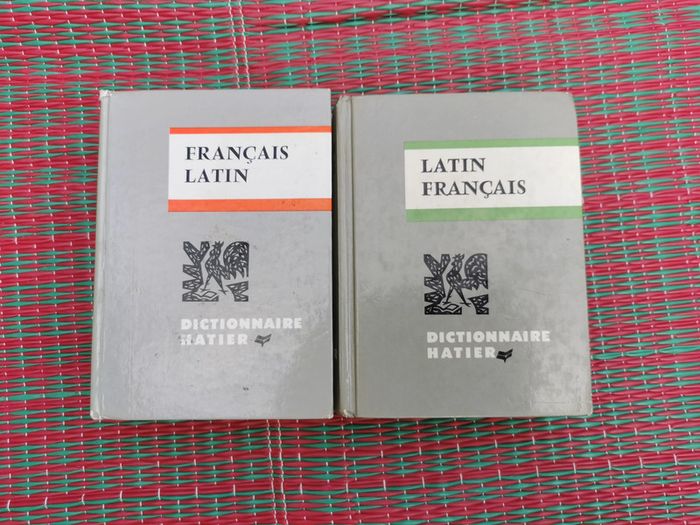 FRANÇAIS
LATIN
DICTIONNAIRE
HATIER
LATIN
FRANÇAIS
DICTIONNAIRE
HATIER